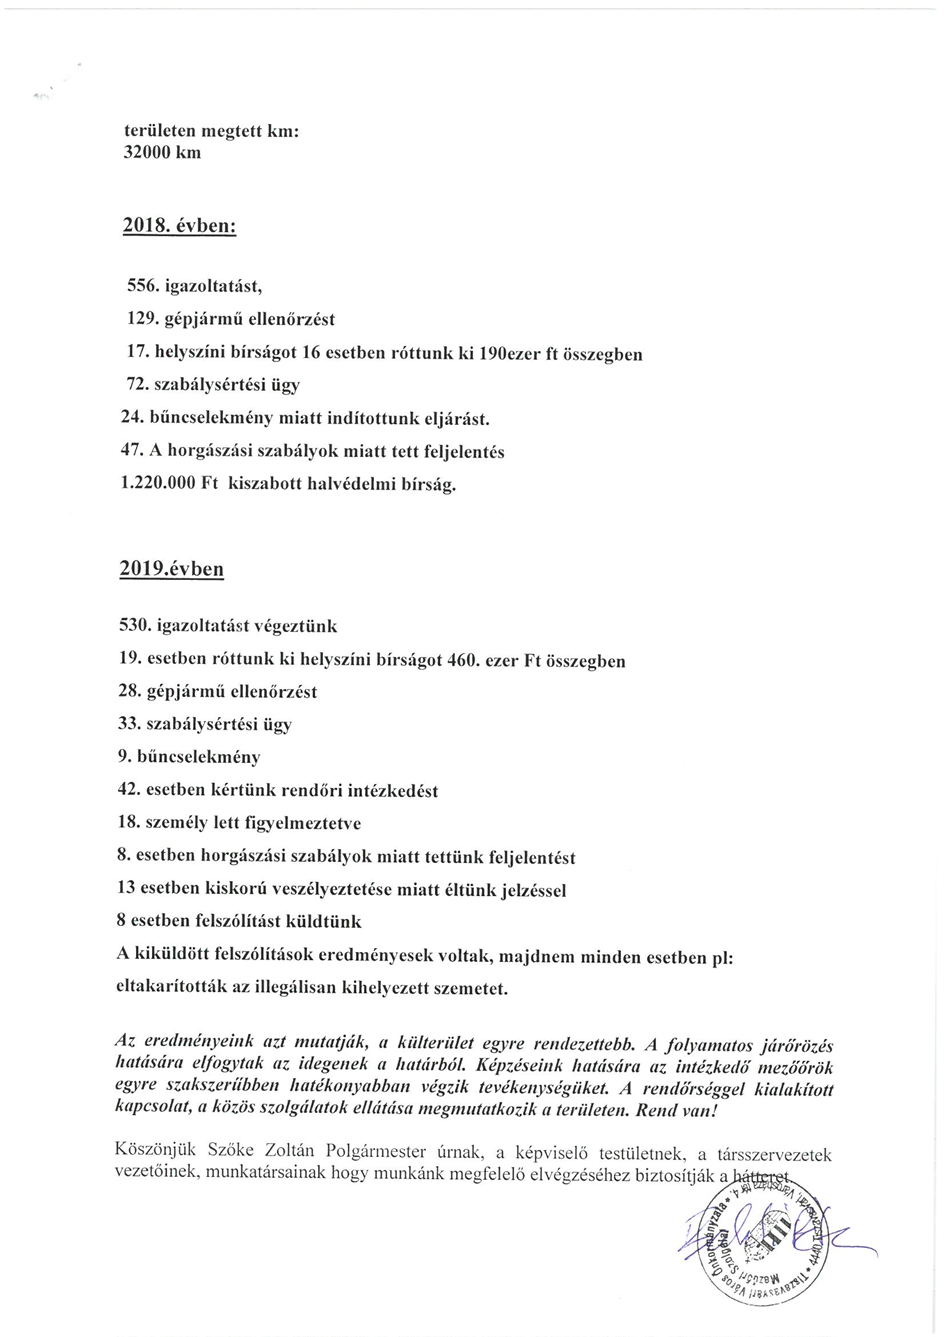 területen megtett km:
32000 km
2018. évben:
556. igazoltatást,
129. gépjármű ellenőrzést
17. helyszíni bírságot 16 esetben róttunk ki 190ezer ft összegben
72. szabálysértési ügy
24. bűncselekmény miatt indítottunk eljárást.
47. A horgászási szabályok miatt tett feljelentés
1.220.000 Ft kiszabott halvédelmi bírság.
2019.évben
530. igazoltatást végeztünk
19. esetben róttunk ki helyszíni bírságot 460. ezer Ft összegben
28. gépjármű ellenőrzést
33. szabálysértési ügy
9. bűncselekmény
42. esetben kértünk rendőri intézkedést
18. személy lett figyelmeztetve
8. esetben horgászási szabályok miatt tettünk feljelentést
13 esetben kiskorú veszélyeztetése miatt éltünk jelzéssel
8 esetben felszólítást küldtünk
A kiküldött felszólítások eredményesek voltak, majdnem minden esetben pl:
eltakarították az illegálisan kihelyezett szemetet.
Az eredményeink azt mutatják, a külterület egyre rendezettebb. A folyamatos járőrözés
hatására elfogytak az idegenek a határból. Képzéseink hatására az intézkedő mezőőrök
egyre szakszerűbben hatékonyabban végzik tevékenységüket. A rendőrséggel kialakított
kapcsolat, a közös szolgálatok ellátása megmutatkozik a területen. Rend van!
Köszönjük Szőke Zoltán Polgármester úrnak, a képviselő testületnek, a társszervezetek
vezetőinek, munkatársainak hogy munkánk megfelelő elvégzéséhez biztosítják a hátteret.
Tiszavasvári Város Önkormányzata
Mezőőri Szolgálat